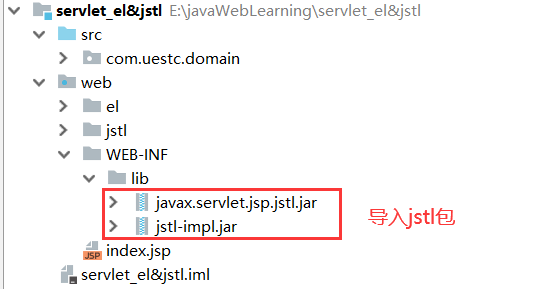 servlet_el&jstl E:\javaWebLearning\servlet_el&jstl
src
com.uestc.domain
web
el
jstl
WEB-INF
lib
javax.servlet.jsp.jstl.jar
jstl-impl.jar
导入jstl包
JSP index.jsp
servlet_el&jstl.iml